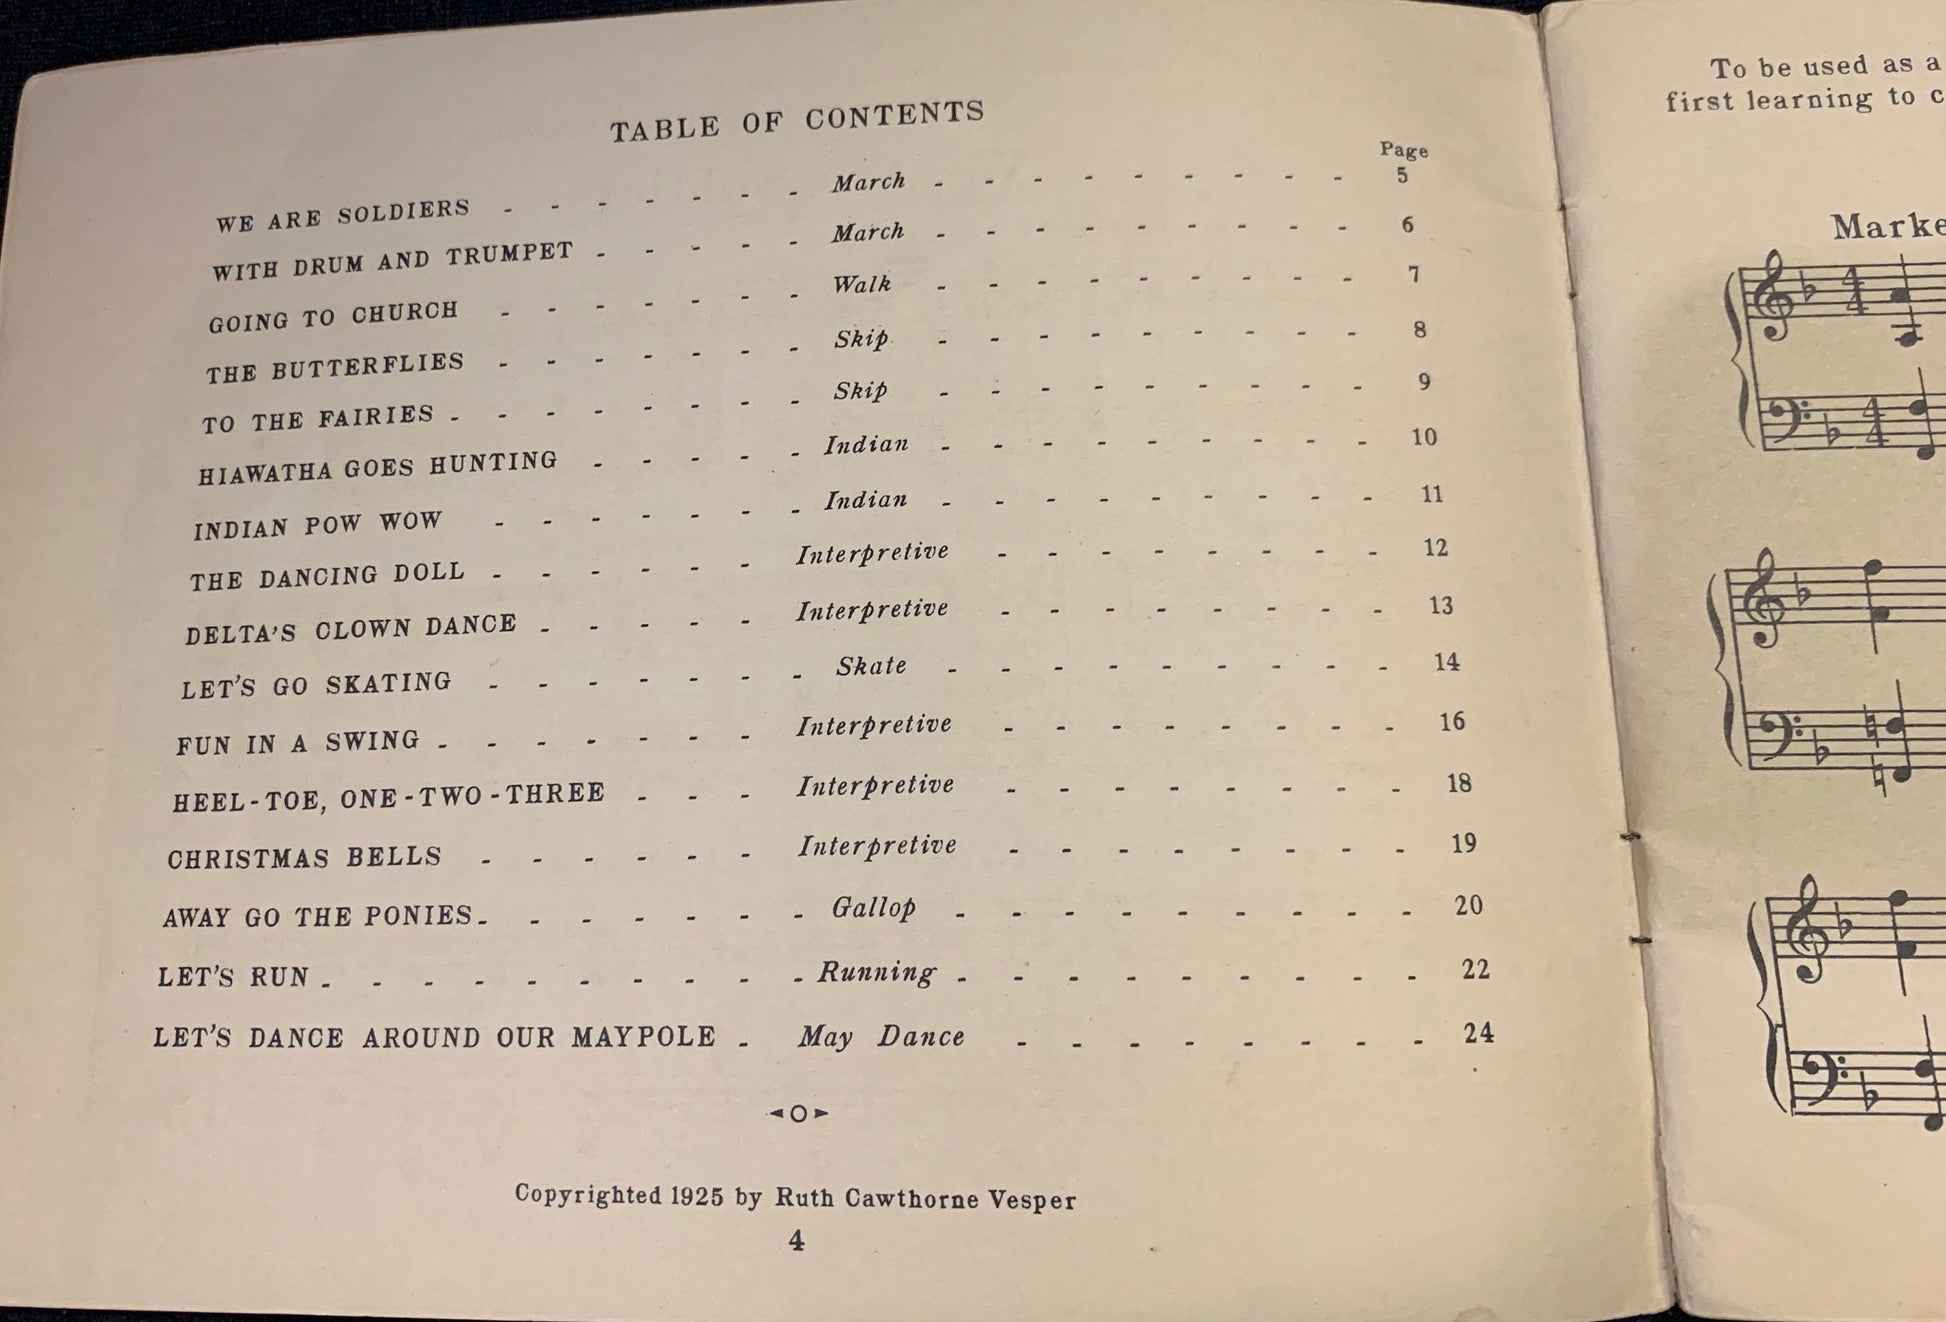 TABLE OF CONTENTS
Page
WE ARE SOLDIERS - - - - - - - March - - - - - - - - - 5
WITH DRUM AND TRUMPET - - - - - March - - - - - - - - - 6
GOING TO CHURCH - - - - - - - Walk - - - - - - - - - 7
THE BUTTERFLIES - - - - - - - Skip - - - - - - - - - 8
TO THE FAIRIES - - - - - - - - Skip - - - - - - - - - 9
HIAWATHA GOES HUNTING - - - - - Indian - - - - - - - - - 10
INDIAN POW WOW - - - - - - - Indian - - - - - - - - - 11
THE DANCING DOLL - - - - - - Interpretive - - - - - - - - 12
DELTA'S CLOWN DANCE - - - - - Interpretive - - - - - - - - 13
LET'S GO SKATING - - - - - - - Skate - - - - - - - - - 14
FUN IN A SWING - - - - - - - Interpretive - - - - - - - - 16
HEEL-TOE, ONE-TWO-THREE - - - Interpretive - - - - - - - - 18
CHRISTMAS BELLS - - - - - - Interpretive - - - - - - - - 19
AWAY GO THE PONIES - - - - - - - Gallop - - - - - - - - - 20
LET'S RUN - - - - - - - - - - Running - - - - - - - - - 22
LET'S DANCE AROUND OUR MAYPOLE - May Dance - - - - - - - - 24
Copyrighted 1925 by Ruth Cawthorne Vesper
4
To be used as a
first learning to c
Marke
4
4
4
4